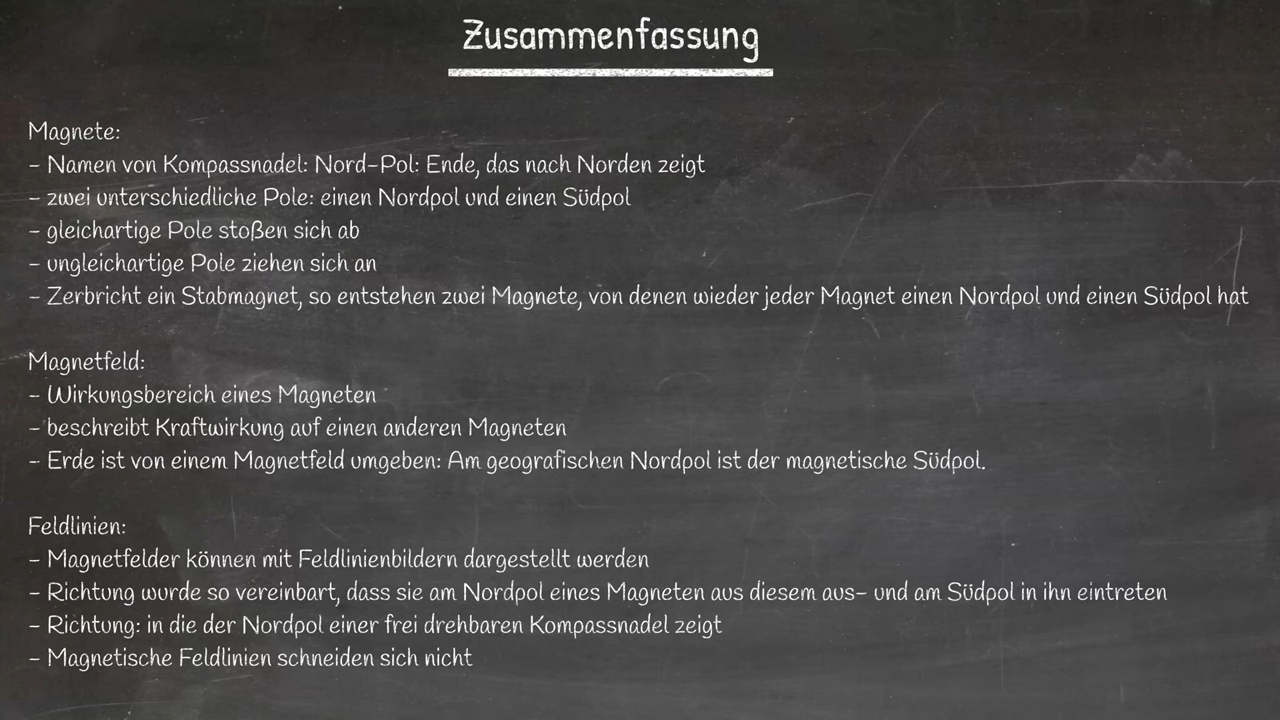 Zusammenfassung
Magnete:
- Namen von Kompassnadel: Nord-Pol: Ende, das nach Norden zeigt
- zwei unterschiedliche Pole: einen Nordpol und einen Südpol
- gleichartige Pole stoßen sich ab
- ungleichartige Pole ziehen sich an
- Zerbricht ein Stabmagnet, so entstehen zwei Magnete, von denen wieder jeder Magnet einen Nordpol und einen Südpol hat
Magnetfeld:
- Wirkungsbereich eines Magneten
- beschreibt Kraftwirkung auf einen anderen Magneten
- Erde ist von einem Magnetfeld umgeben: Am geografischen Nordpol ist der magnetische Südpol.
Feldlinien:
- Magnetfelder können mit Feldlinienbildern dargestellt werden
- Richtung wurde so vereinbart, dass sie am Nordpol eines Magneten aus diesem aus- und am Südpol in ihn eintreten
- Richtung: in die der Nordpol einer frei drehbaren Kompassnadel zeigt
- Magnetische Feldlinien schneiden sich nicht